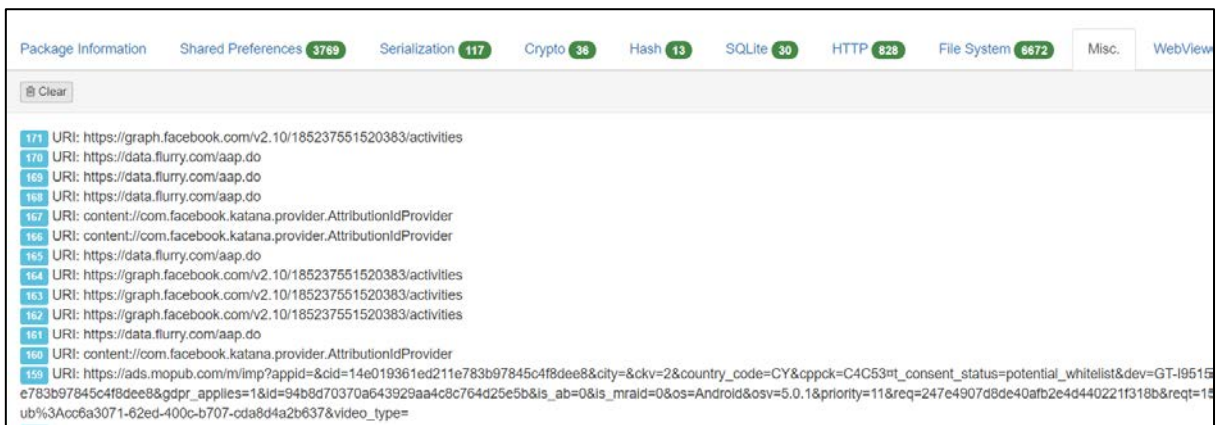 Package Information Shared Preferences 3769 Serialization 117 Crypto 36 Hash 13 SQLite 30 HTTP 828 File System 6672 Misc. WebView
Clear
171 URI: https://graph.facebook.com/v2.10/185237551520383/activities
170 URI: https://data.flurry.com/aap.do
169 URI: https://data.flurry.com/aap.do
168 URI: https://data.flurry.com/aap.do
167 URI: content://com.facebook.katana.provider.AttributionIdProvider
166 URI: content://com.facebook.katana.provider.AttributionIdProvider
165 URI: https://data.flurry.com/aap.do
164 URI: https://graph.facebook.com/v2.10/185237551520383/activities
163 URI: https://graph.facebook.com/v2.10/185237551520383/activities
162 URI: https://graph.facebook.com/v2.10/185237551520383/activities
161 URI: https://data.flurry.com/aap.do
160 URI: content://com.facebook.katana.provider.AttributionIdProvider
159 URI: https://ads.mopub.com/m/imp?appid=&cid=14e019361ed211e783b97845c4f8dee8&city=&ckv=2&country_code=CY&cppck=C4C53¤t_consent_status=potential_whitelist&dev=GT-I9515
e783b97845c4f8dee8&gdpr_applies=1&id=94b8d70370a643929aa4c8c764d25e5b&is_ab=0&is_mraid=0&os=Android&osv=5.0.1&priority=11&req=247e4907d8de40afb2e4d440221f318b&reqt=15
ub%3Acc6a3071-62ed-400c-b707-cda8d4a2b637&video_type=